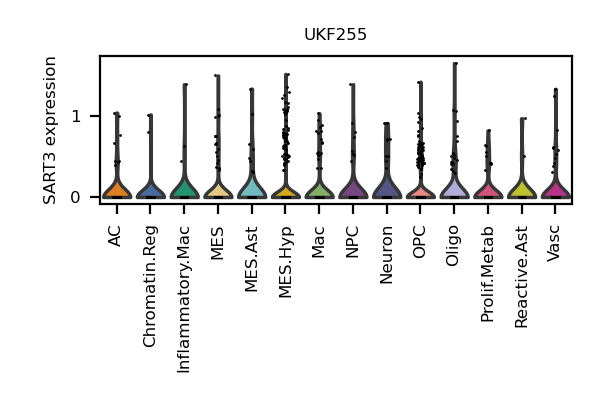 UKF255
SART3 expression
1
0
AC
Chromatin.Reg
Inflammatory.Mac
MES
MES.Ast
MES.Hyp
Mac
NPC
Neuron
OPC
Oligo
Prolif.Metab
Reactive.Ast
Vasc